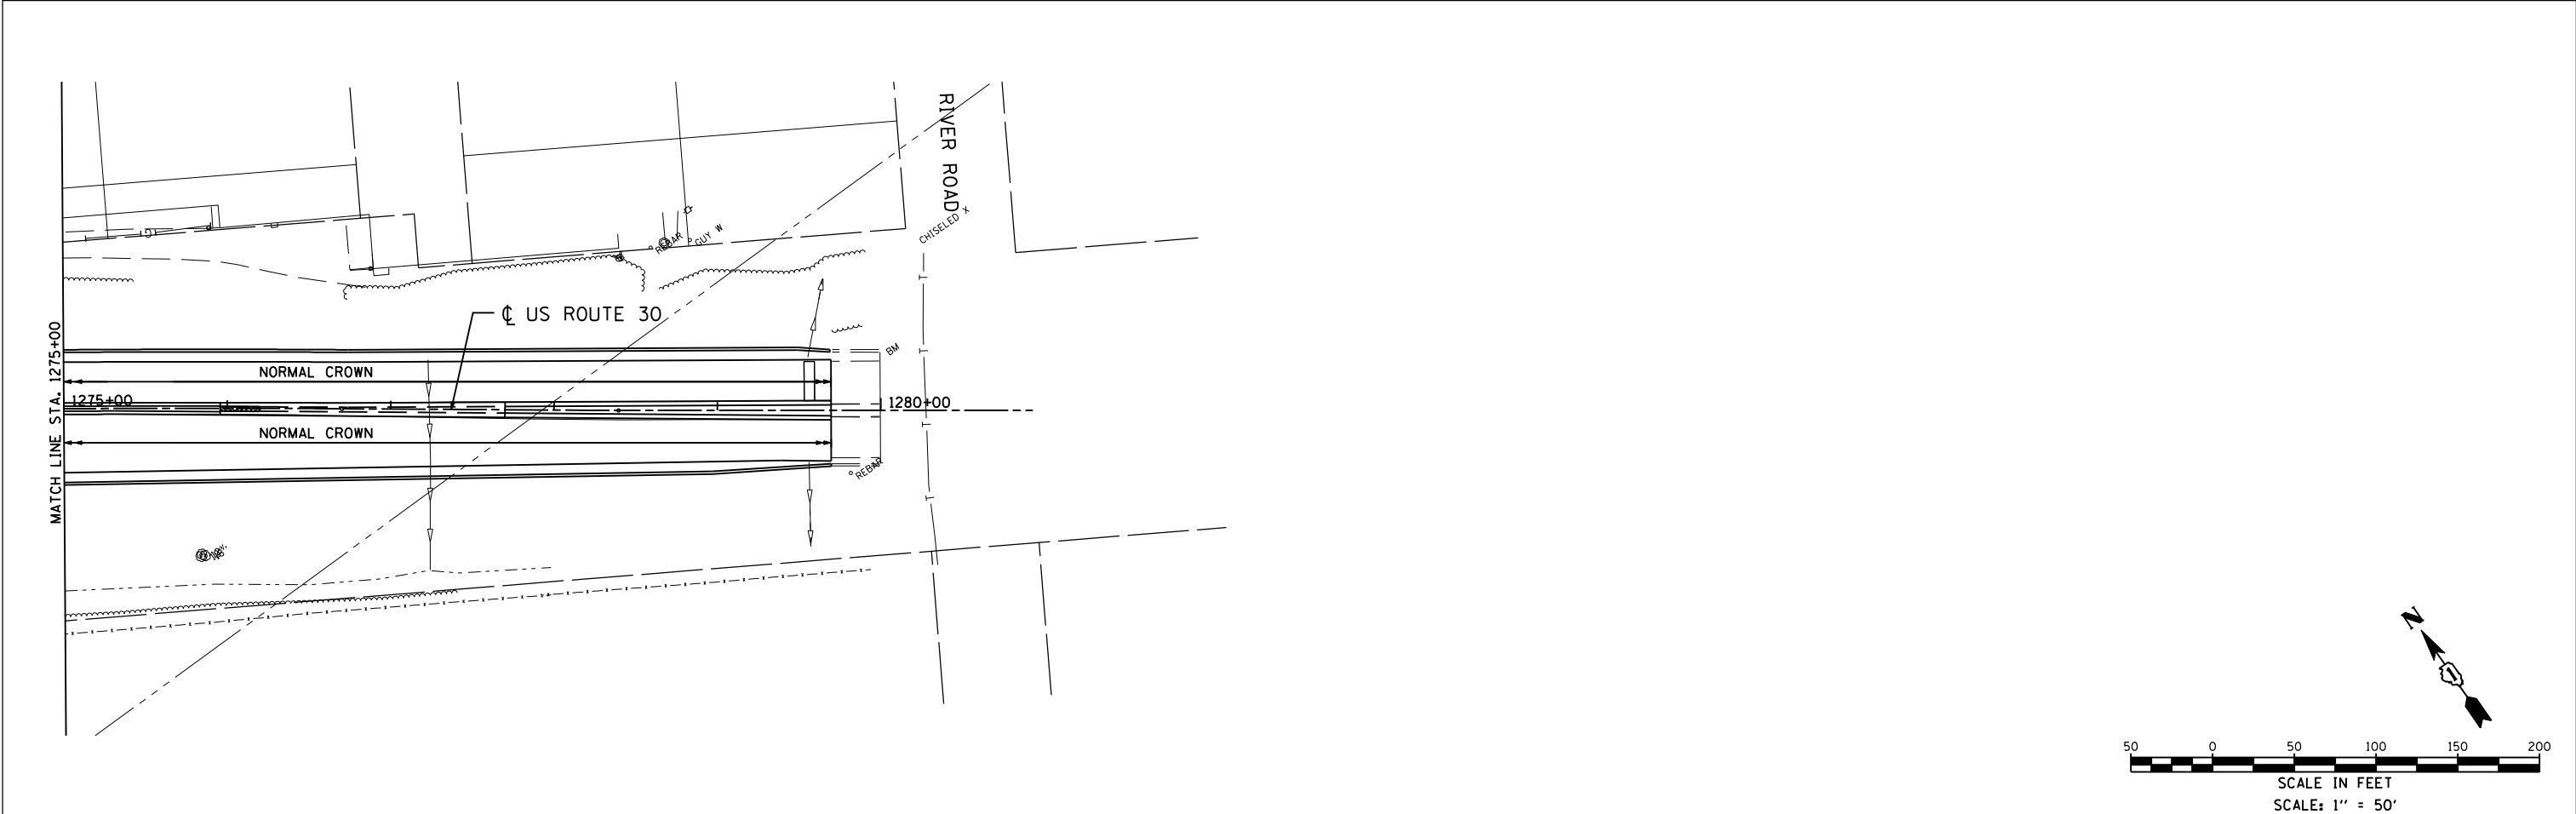 RIVER ROAD
CHISELED X
REBAR
GUY W
℄ US ROUTE 30
MATCH LINE STA. 1275+00
BM
NORMAL CROWN
1275+00
1280+00
NORMAL CROWN
REBAR
T
T
T
T
N
50 0 50 100 150 200
SCALE IN FEET
SCALE: 1" = 50'